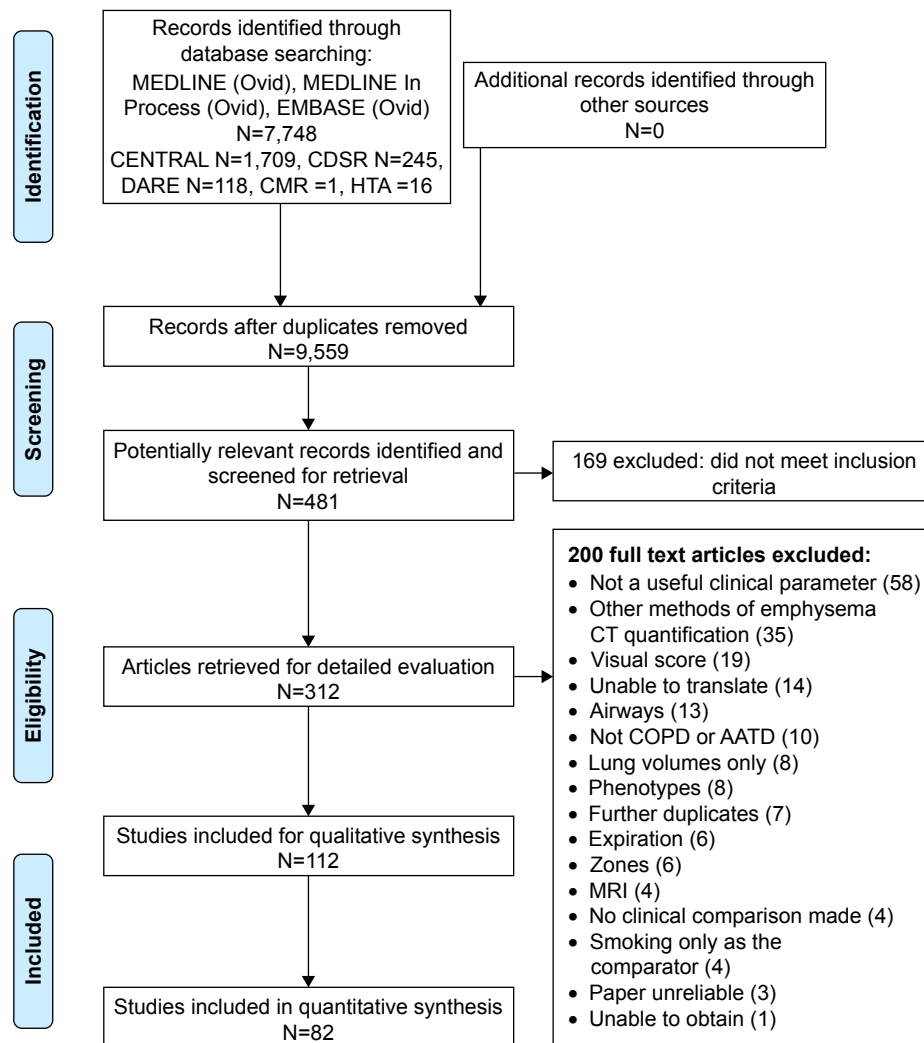 Identification
Records identified through
database searching:
MEDLINE (Ovid), MEDLINE In
Process (Ovid), EMBASE (Ovid)
N=7,748
CENTRAL N=1,709, CDSR N=245,
DARE N=118, CMR =1, HTA =16
Additional records identified through
other sources
N=0
Screening
Records after duplicates removed
N=9,559
Potentially relevant records identified and
screened for retrieval
N=481
169 excluded: did not meet inclusion
criteria
Eligibility
Articles retrieved for detailed evaluation
N=312
200 full text articles excluded:
• Not a useful clinical parameter (58)
• Other methods of emphysema
CT quantification (35)
• Visual score (19)
• Unable to translate (14)
• Airways (13)
• Not COPD or AATD (10)
• Lung volumes only (8)
• Phenotypes (8)
• Further duplicates (7)
• Expiration (6)
• Zones (6)
• MRI (4)
• No clinical comparison made (4)
• Smoking only as the
comparator (4)
• Paper unreliable (3)
• Unable to obtain (1)
Included
Studies included for qualitative synthesis
N=112
Studies included in quantitative synthesis
N=82